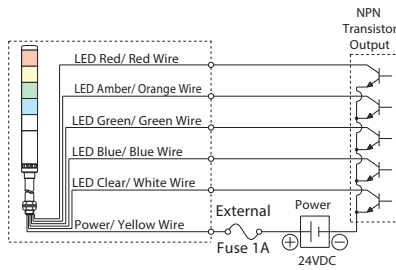 NPN
Transistor
Output
LED Red/ Red Wire
LED Amber/ Orange Wire
LED Green/ Green Wire
LED Blue/ Blue Wire
LED Clear/ White Wire
Power/ Yellow Wire
External
Fuse 1A
Power
24VDC